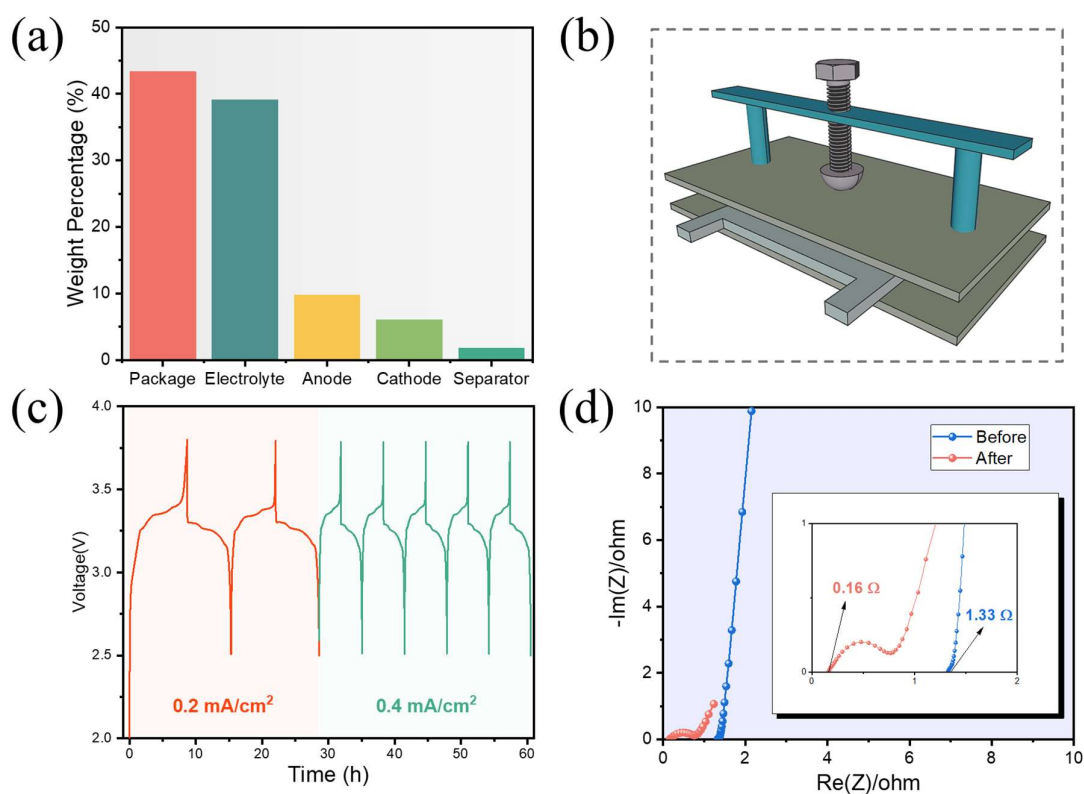 (a)
50
40
30
20
10
0
Weight Percentage (%)
Package Electrolyte Anode Cathode Separator
(b)
(c)
4.0
3.5
3.0
2.5
2.0
Voltage(V)
0.2 mA/cm²
0.4 mA/cm²
0 10 20 30 40 50 60
Time (h)
(d)
10
8
6
4
2
0
-Im(Z)/ohm
Before
After
1
0
0.16 Ω
1.33 Ω
0 1 2
0 2 4 6 8 10
Re(Z)/ohm